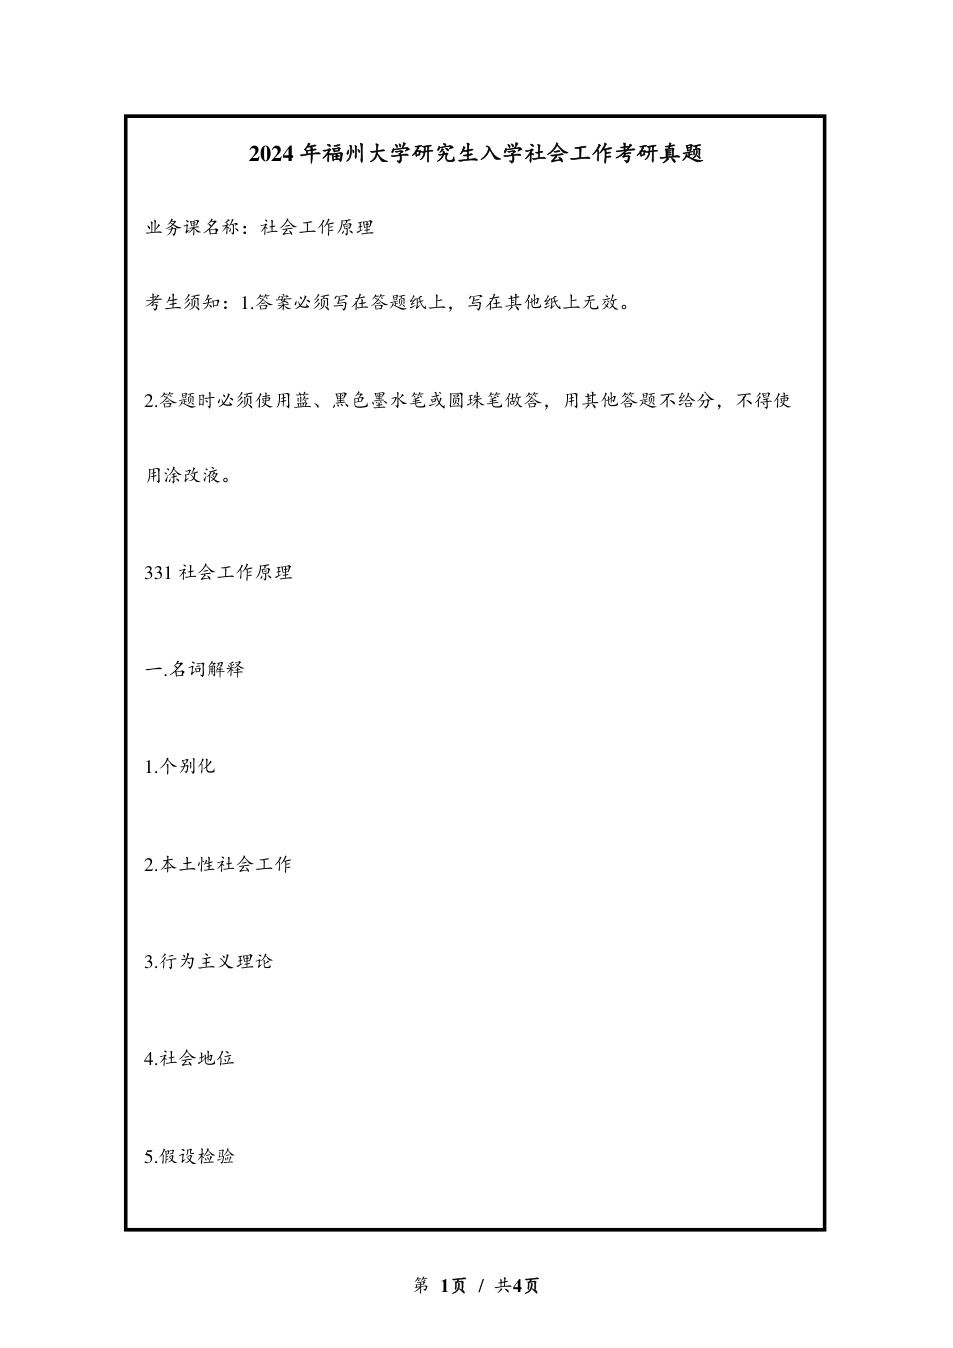 2024 年福州大学研究生入学社会工作考研真题
业务课名称：社会工作原理
考生须知：1.答案必须写在答题纸上，写在其他纸上无效。
2.答题时必须使用蓝、黑色墨水笔或圆珠笔做答，用其他答题不给分，不得使
用涂改液。
331 社会工作原理
一.名词解释
1.个别化
2.本土性社会工作
3.行为主义理论
4.社会地位
5.假设检验
第 1页 / 共4页